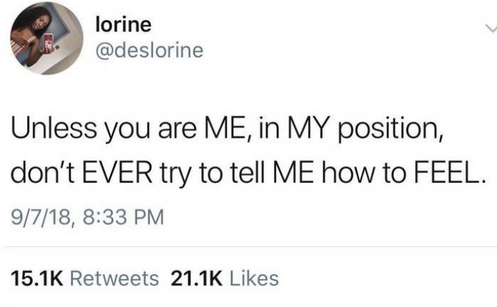 lorine
@deslorine
Unless you are ME, in MY position,
don't EVER try to tell ME how to FEEL.
9/7/18, 8:33 PM
15.1K Retweets 21.1K Likes